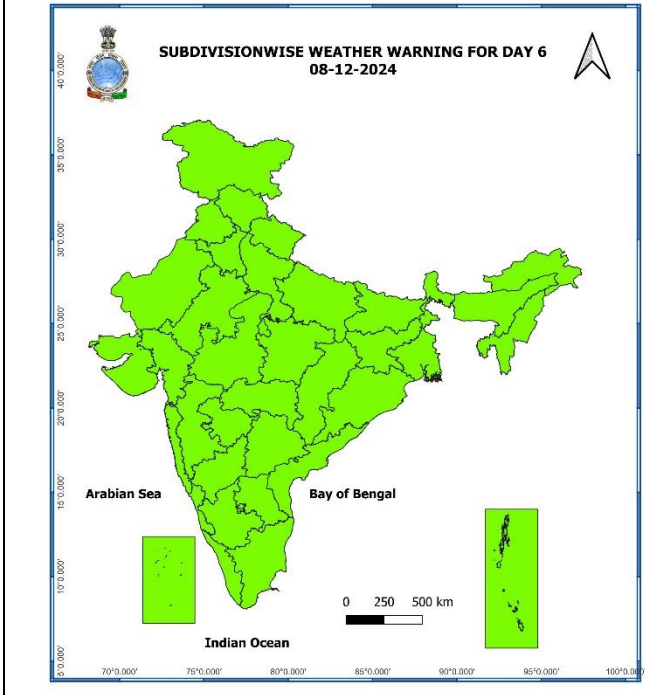 SUBDIVISIONWISE WEATHER WARNING FOR DAY 6
08-12-2024
40°0.000'
35°0.000'
30°0.000'
25°0.000'
20°0.000'
15°0.000'
10°0.000'
5°0.000'
Arabian Sea
Bay of Bengal
0 250 500 km
Indian Ocean
70°0.000' 75°0.000' 80°0.000' 85°0.000' 90°0.000' 95°0.000' 100°0.000'